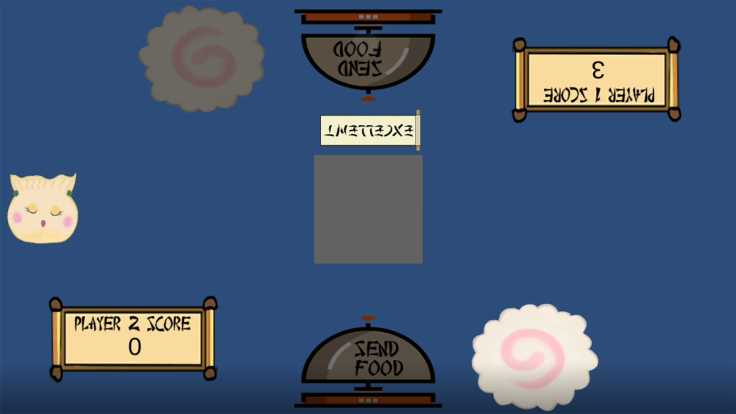 SEND
FOOD
PLAYER 1 SCORE
3
EXCELLENT!
PLAYER 2 SCORE
0
SEND
FOOD